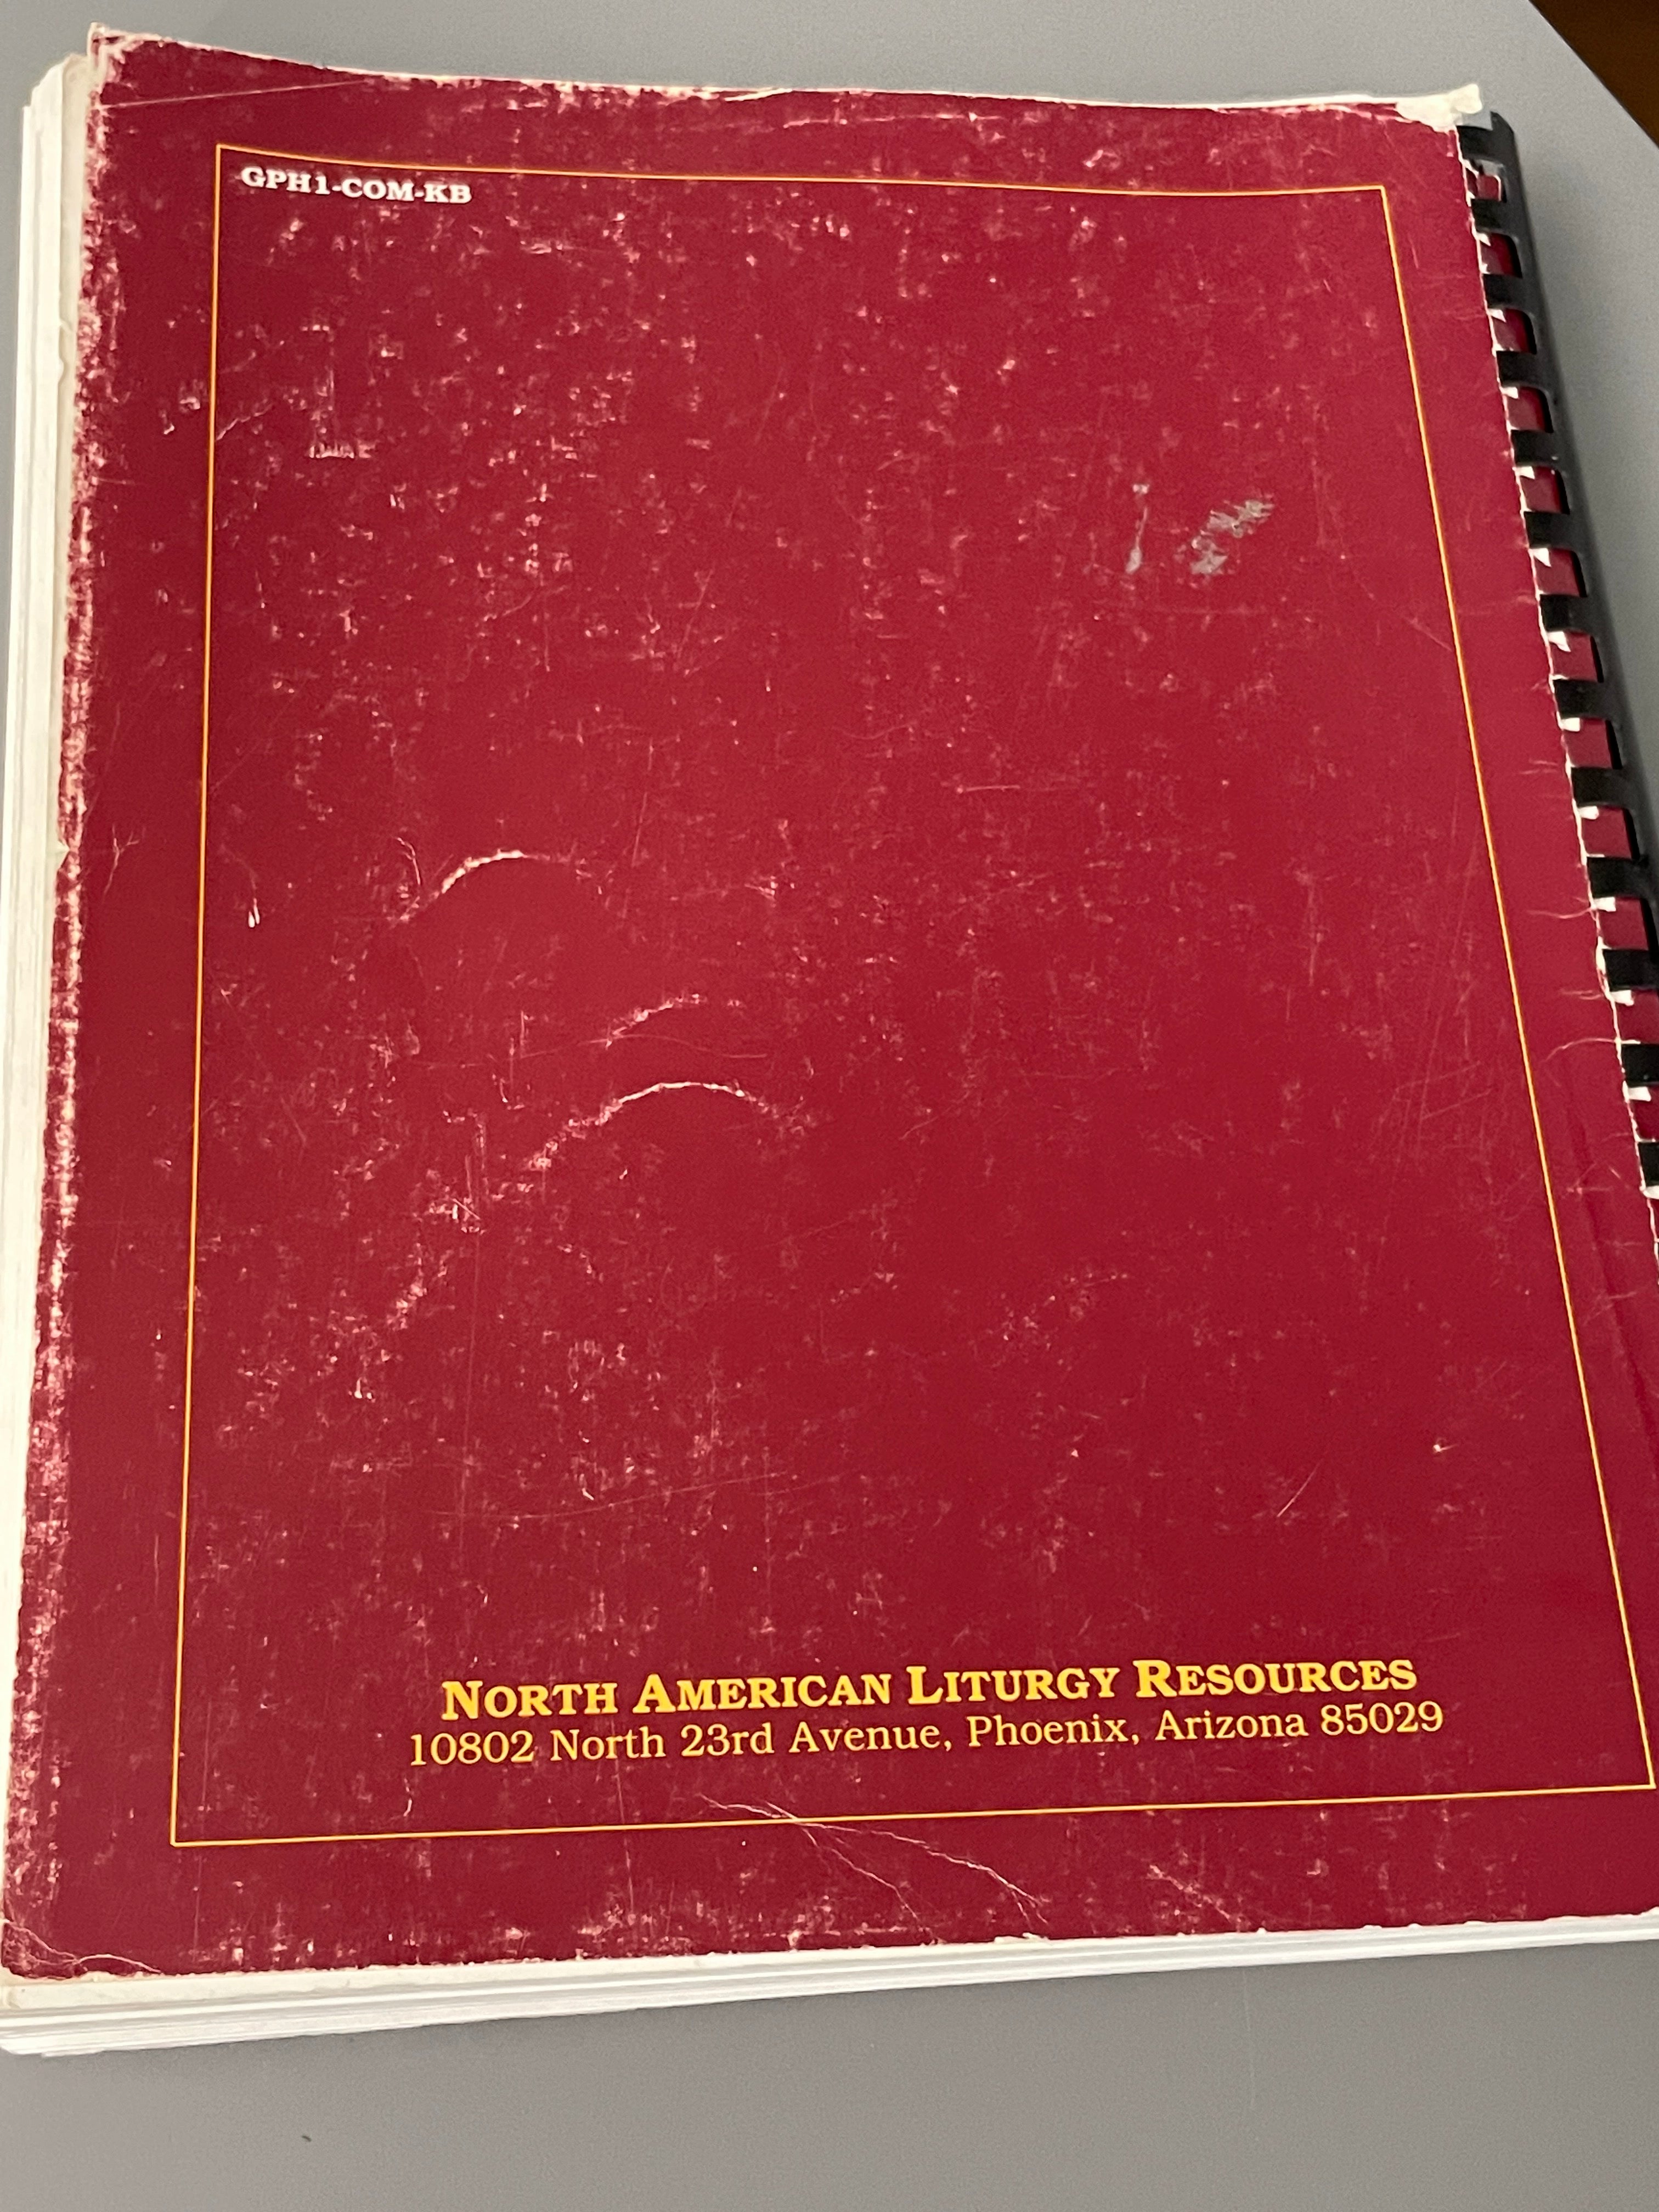 GPH1-COM-KB
NORTH AMERICAN LITURGY RESOURCES
10802 North 23rd Avenue, Phoenix, Arizona 85029